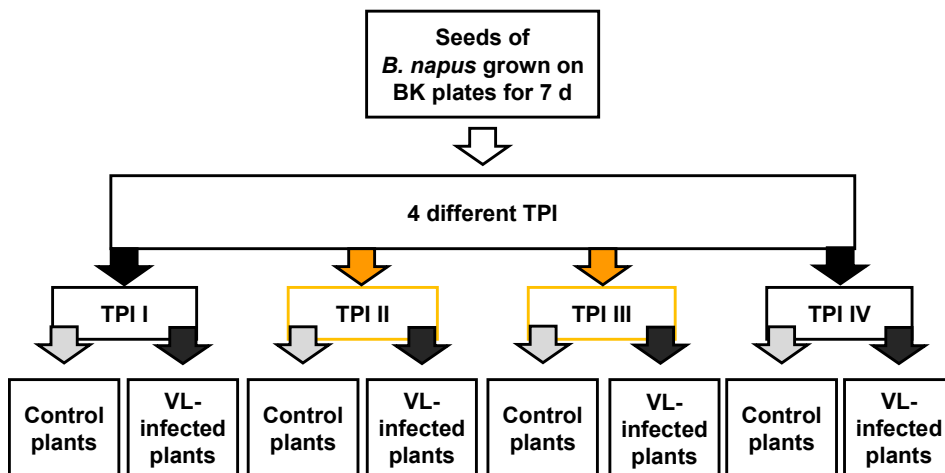 Seeds of
B. napus grown on
BK plates for 7 d
4 different TPI
TPI I
TPI II
TPI III
TPI IV
Control
plants
VL-
infected
plants
Control
plants
VL-
infected
plants
Control
plants
VL-
infected
plants
Control
plants
VL-
infected
plants